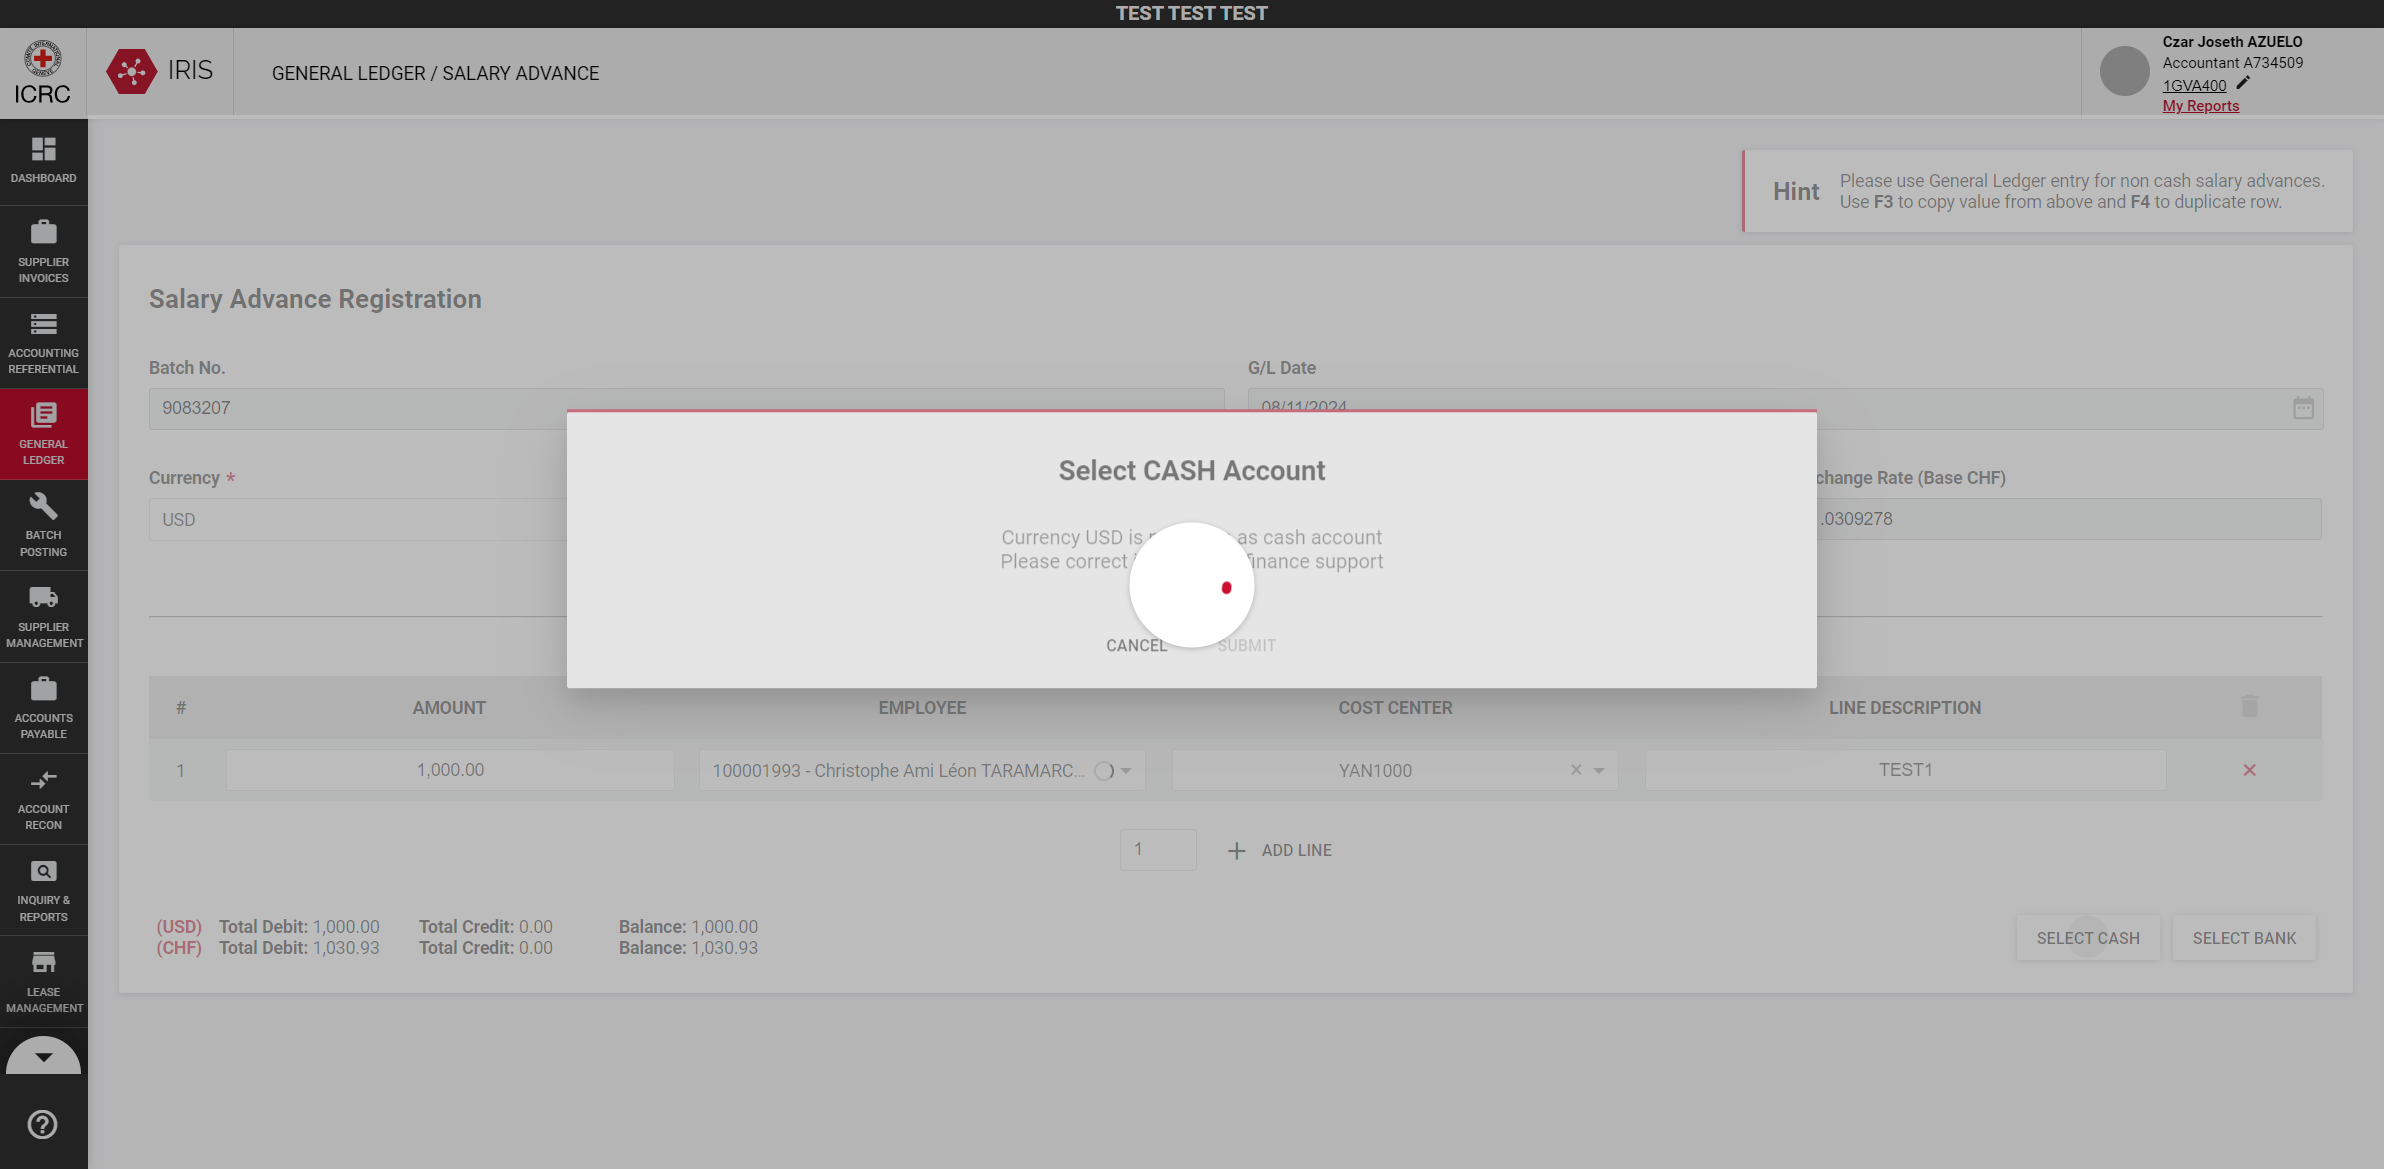 TEST TEST TEST
ICRC
IRIS
GENERAL LEDGER / SALARY ADVANCE
Czar Joseth AZUELO
Accountant A734509
1GVA400
My Reports
DASHBOARD
SUPPLIER
INVOICES
ACCOUNTING
REFERENTIAL
GENERAL
LEDGER
BATCH
POSTING
SUPPLIER
MANAGEMENT
ACCOUNTS
PAYABLE
ACCOUNT
RECON
INQUIRY &
REPORTS
LEASE
MANAGEMENT
Hint
Please use General Ledger entry for non cash salary advances.
Use F3 to copy value from above and F4 to duplicate row.
Salary Advance Registration
Batch No.
G/L Date
9083207
08/11/2024
Currency *
change Rate (Base CHF)
USD
.0309278
Select CASH Account
Currency USD is as cash account
Please correct finance support
CANCEL SUBMIT
# AMOUNT EMPLOYEE COST CENTER LINE DESCRIPTION
1 1,000.00 100001993 - Christophe Ami Léon TARAMARC... YAN1000 TEST1
1 ADD LINE
(USD) Total Debit: 1,000.00 Total Credit: 0.00 Balance: 1,000.00
(CHF) Total Debit: 1,030.93 Total Credit: 0.00 Balance: 1,030.93
SELECT CASH SELECT BANK